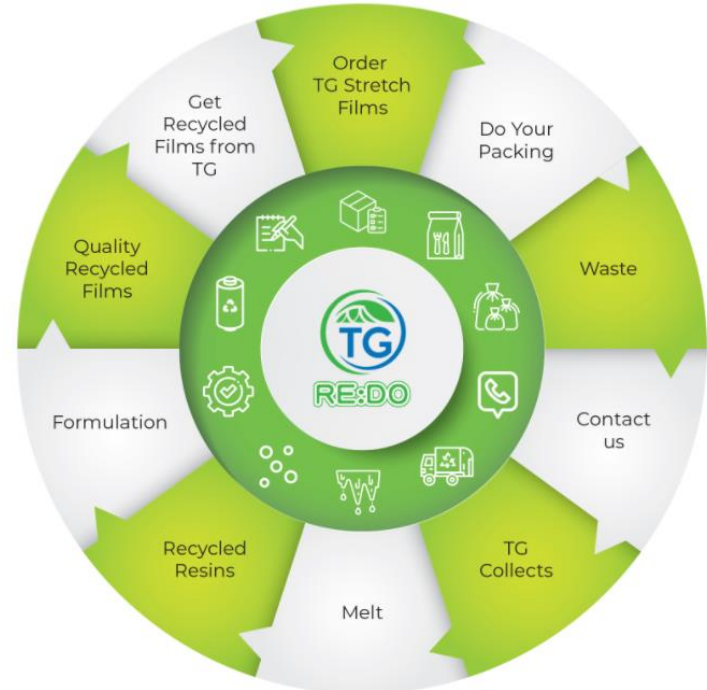 Order
TG Stretch
Films
Do Your
Packing
Waste
Contact
us
TG
Collects
Melt
Recycled
Resins
Formulation
Quality
Recycled
Films
Get
Recycled
Films from
TG
TG
RE:DO